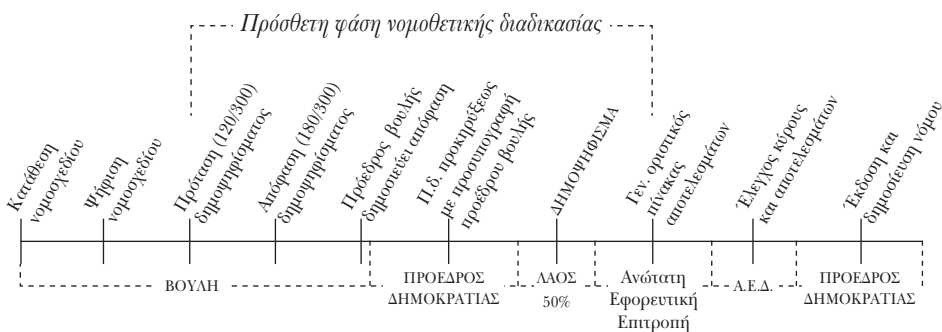 Πρόσθετη φάση νομοθετικής διαδικασίας
Κατάθεση
νομοσχεδίου
Ψήφιση
νομοσχεδίου
Πρόταση (120/300)
δημοψηφίσματος
Απόφαση (180/300)
δημοψηφίσματος
Πρόεδρος βουλής
δημοσιεύει απόφαση
Π.δ. προκηρύξεως
με προσυπογραφή
προέδρου βουλής
ΔΗΜΟΨΗΦΙΣΜΑ
Γεν. οριστικός
πίνακας
αποτελεσμάτων
Έλεγχος κύρους
και αποτελεσμάτων
Έκδοση και
δημοσίευση νόμου
ΒΟΥΛΗ
ΠΡΟΕΔΡΟΣ
ΔΗΜΟΚΡΑΤΙΑΣ
ΛΑΟΣ
50%
Ανώτατη
Εφορευτική
Επιτροπή
Α.Ε.Δ.
ΠΡΟΕΔΡΟΣ
ΔΗΜΟΚΡΑΤΙΑΣ